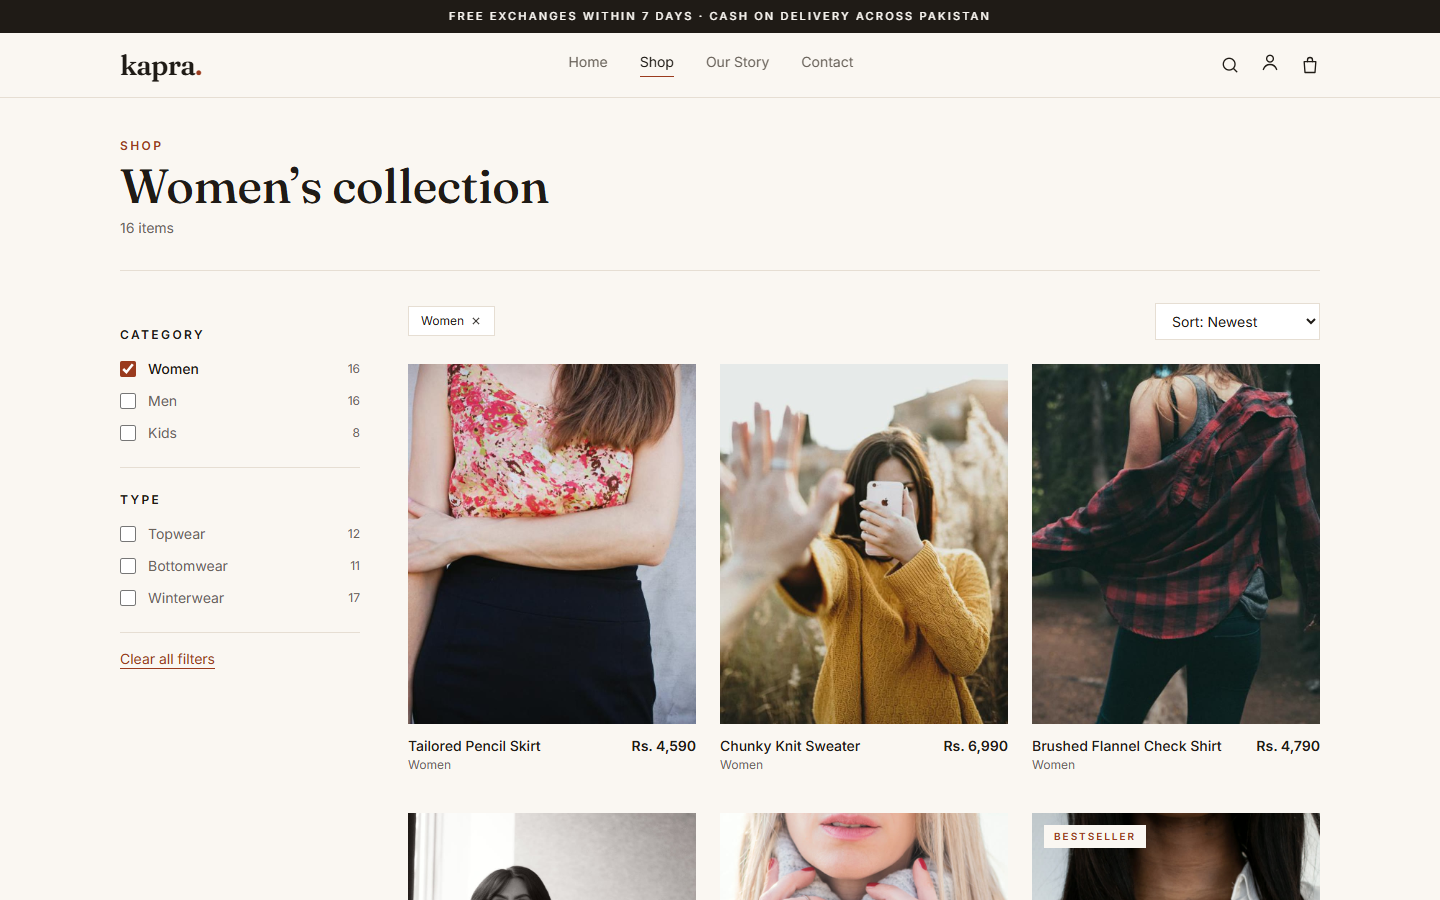 FREE EXCHANGES WITHIN 7 DAYS · CASH ON DELIVERY ACROSS PAKISTAN
kapra.
Home
Shop
Our Story
Contact
SHOP
Women’s collection
16 items
CATEGORY
Women 16
Men 16
Kids 8
TYPE
Topwear 12
Bottomwear 11
Winterwear 17
Clear all filters
Women ✕
Sort: Newest
Tailored Pencil Skirt Rs. 4,590
Women
Chunky Knit Sweater Rs. 6,990
Women
Brushed Flannel Check Shirt Rs. 4,790
Women
BESTSELLER